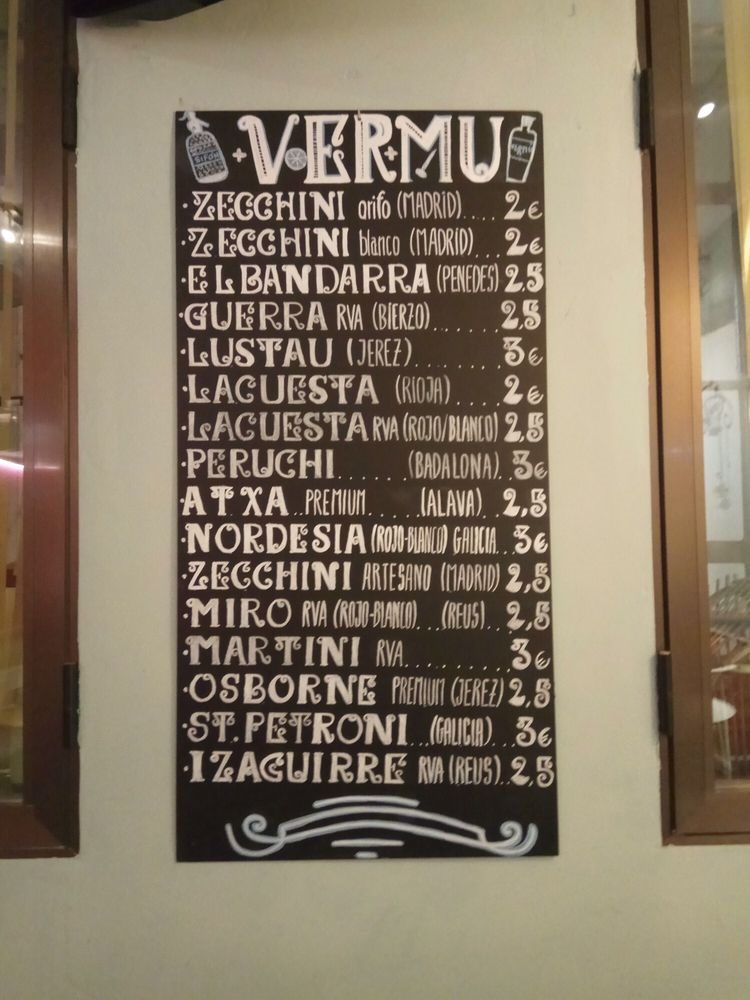 SIFON + VERMU
·ZECCHINI grifo (MADRID)..... 2€
·ZECCHINI blanco (MADRID)... 2€
·EL BANDARRA (PENEDES) 2,5
·GUERRA RVA (BIERZO)....... 2,5
·LUSTAU (JEREZ)......... 3€
·LACUESTA (RIOJA)..... 2€
·LACUESTA RVA (ROJO/BLANCO) 2,5
·PERUCHI....... (BADALONA).. 3€
·ATXA...PREMIUM.....(ALAVA).. 2,5
·NORDESIA (ROJO-BLANCO) GALICIA... 3€
·ZECCHINI ARTESANO (MADRID) 2,5
·MIRO RVA (ROJO-BLANCO)...(REUS).. 2,5
·MARTINI RVA.......... 3€
·OSBORNE PREMIUM (JEREZ) 2,5
·ST. PETRONI...(GALICIA)... 3€
·IZAGUIRRE RVA (REUS).. 2,5